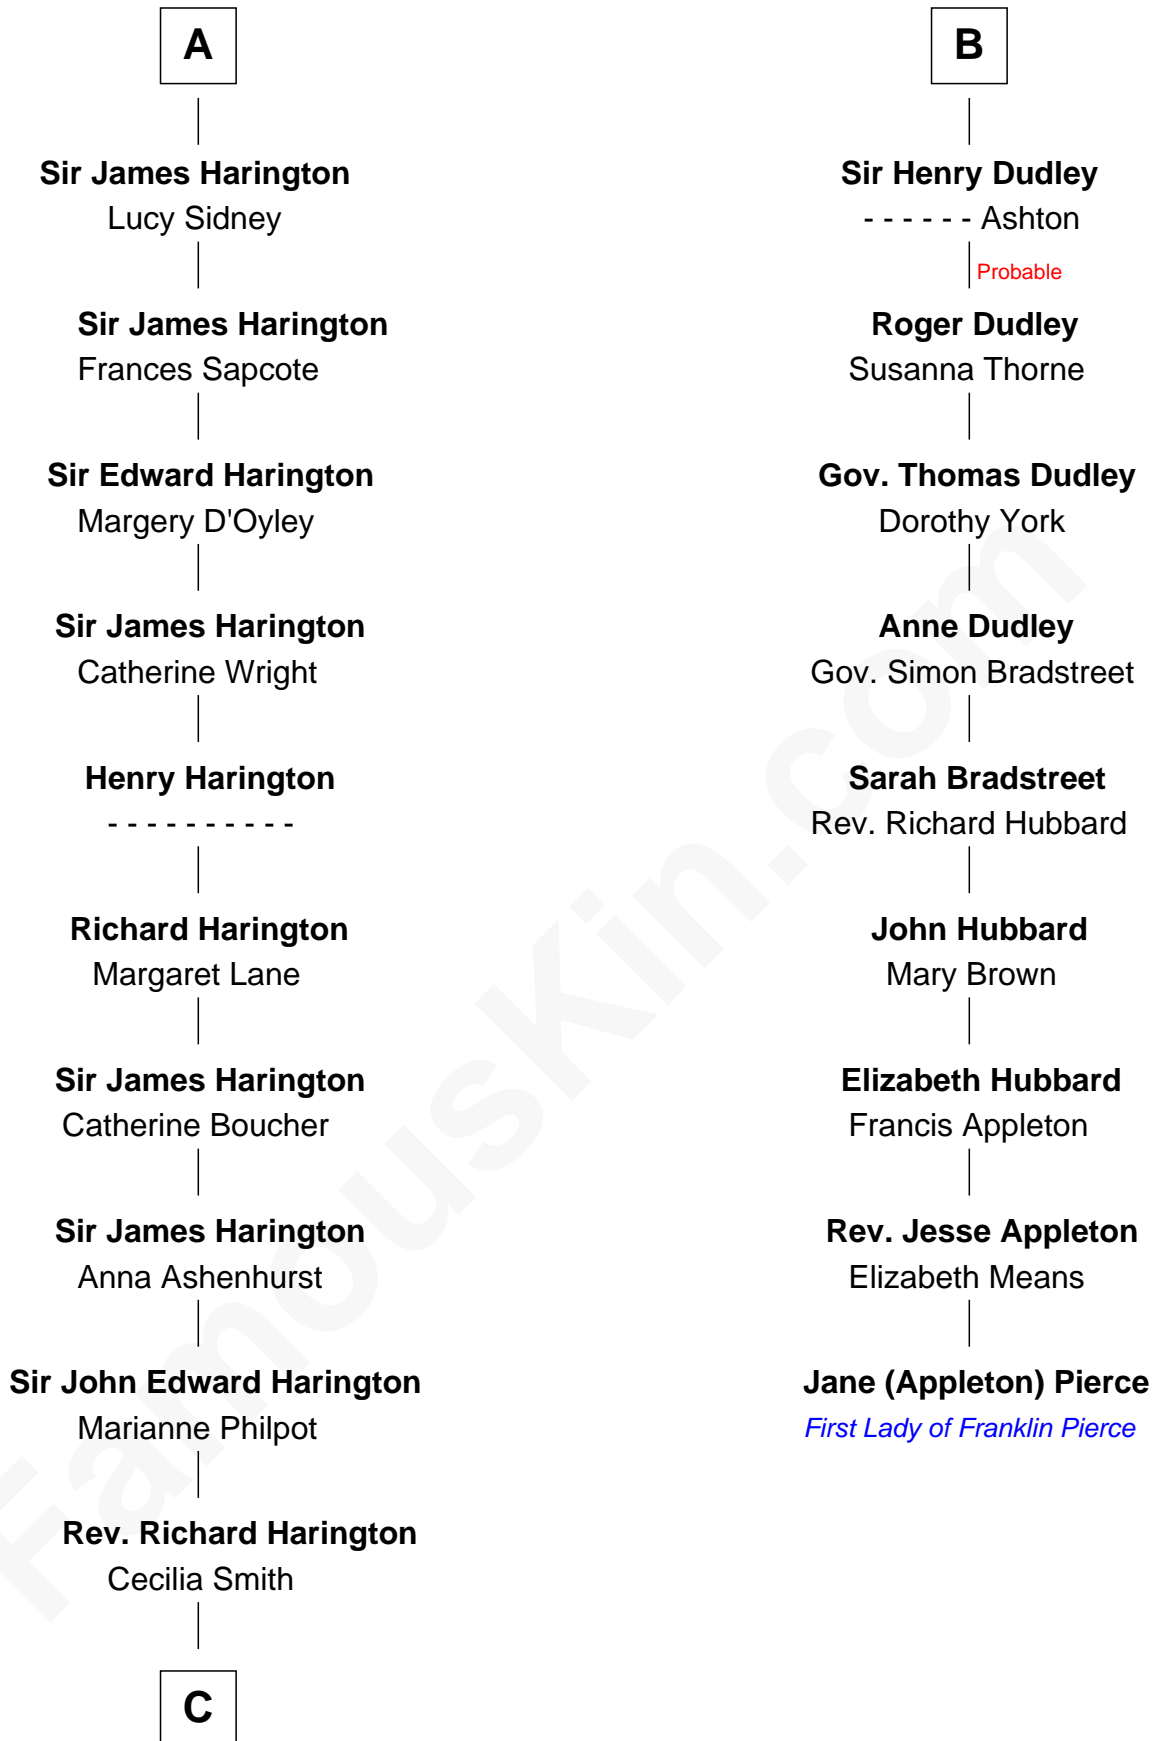 A
Sir James Harington
Lucy Sidney
Sir James Harington
Frances Sapcote
Sir Edward Harington
Margery D'Oyley
Sir James Harington
Catherine Wright
Henry Harington
- - - - - - - - - -
Richard Harington
Margaret Lane
Sir James Harington
Catherine Boucher
Sir James Harington
Anna Ashenhurst
Sir John Edward Harington
Marianne Philpot
Rev. Richard Harington
Cecilia Smith
C
B
Sir Henry Dudley
- - - - - - Ashton
Probable
Roger Dudley
Susanna Thorne
Gov. Thomas Dudley
Dorothy York
Anne Dudley
Gov. Simon Bradstreet
Sarah Bradstreet
Rev. Richard Hubbard
John Hubbard
Mary Brown
Elizabeth Hubbard
Francis Appleton
Rev. Jesse Appleton
Elizabeth Means
Jane (Appleton) Pierce
First Lady of Franklin Pierce
FamousKin.com